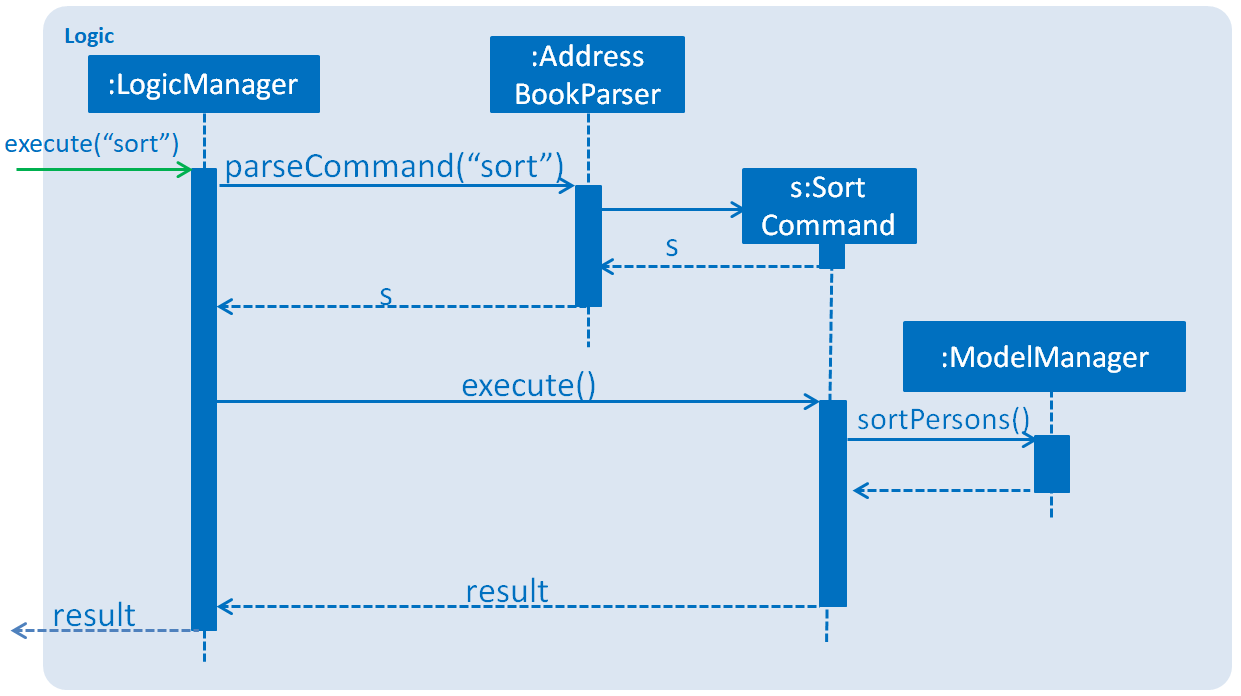 Logic
:LogicManager
:Address
BookParser
execute(“sort”)
parseCommand(“sort”)
s:Sort
Command
s
s
:ModelManager
execute()
sortPersons()
result
result